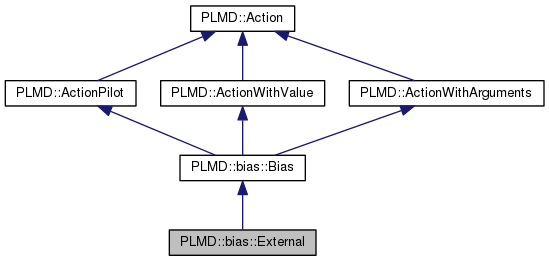 PLMD::Action
PLMD::ActionPilot
PLMD::ActionWithValue
PLMD::ActionWithArguments
PLMD::bias::Bias
PLMD::bias::External